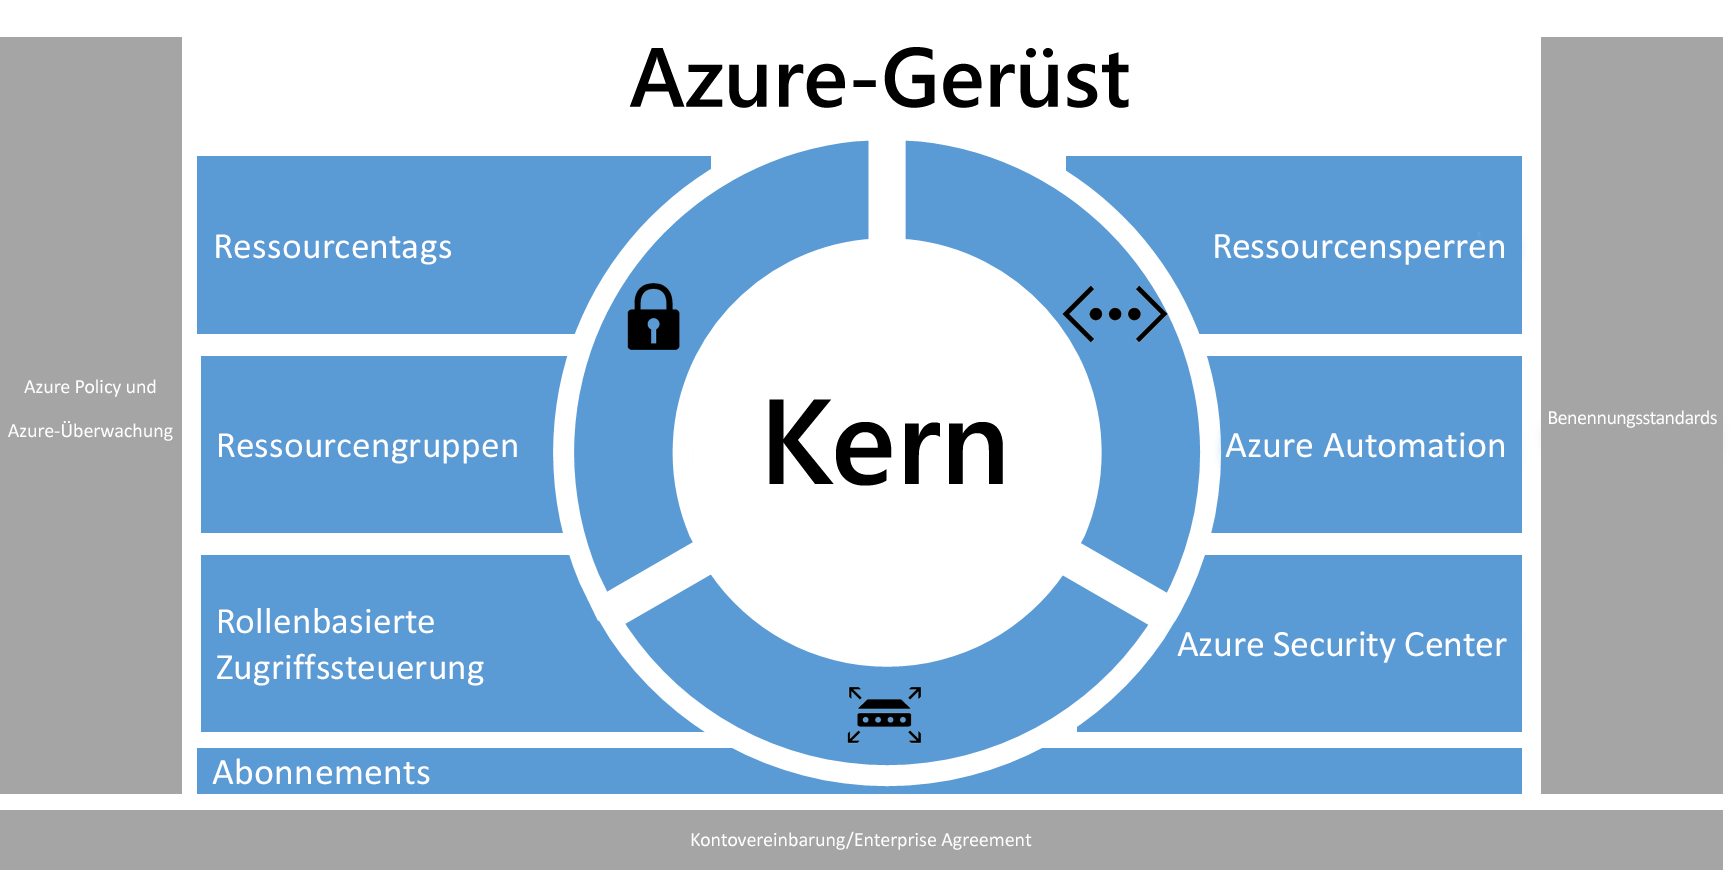 Azure-Gerüst
Azure Policy und
Azure-Überwachung
Ressourcentags
Ressourcengruppen
Rollenbasierte
Zugriffssteuerung
Abonnements
Kern
Ressourcensperren
Azure Automation
Azure Security Center
Benennungsstandards
Kontovereinbarung/Enterprise Agreement